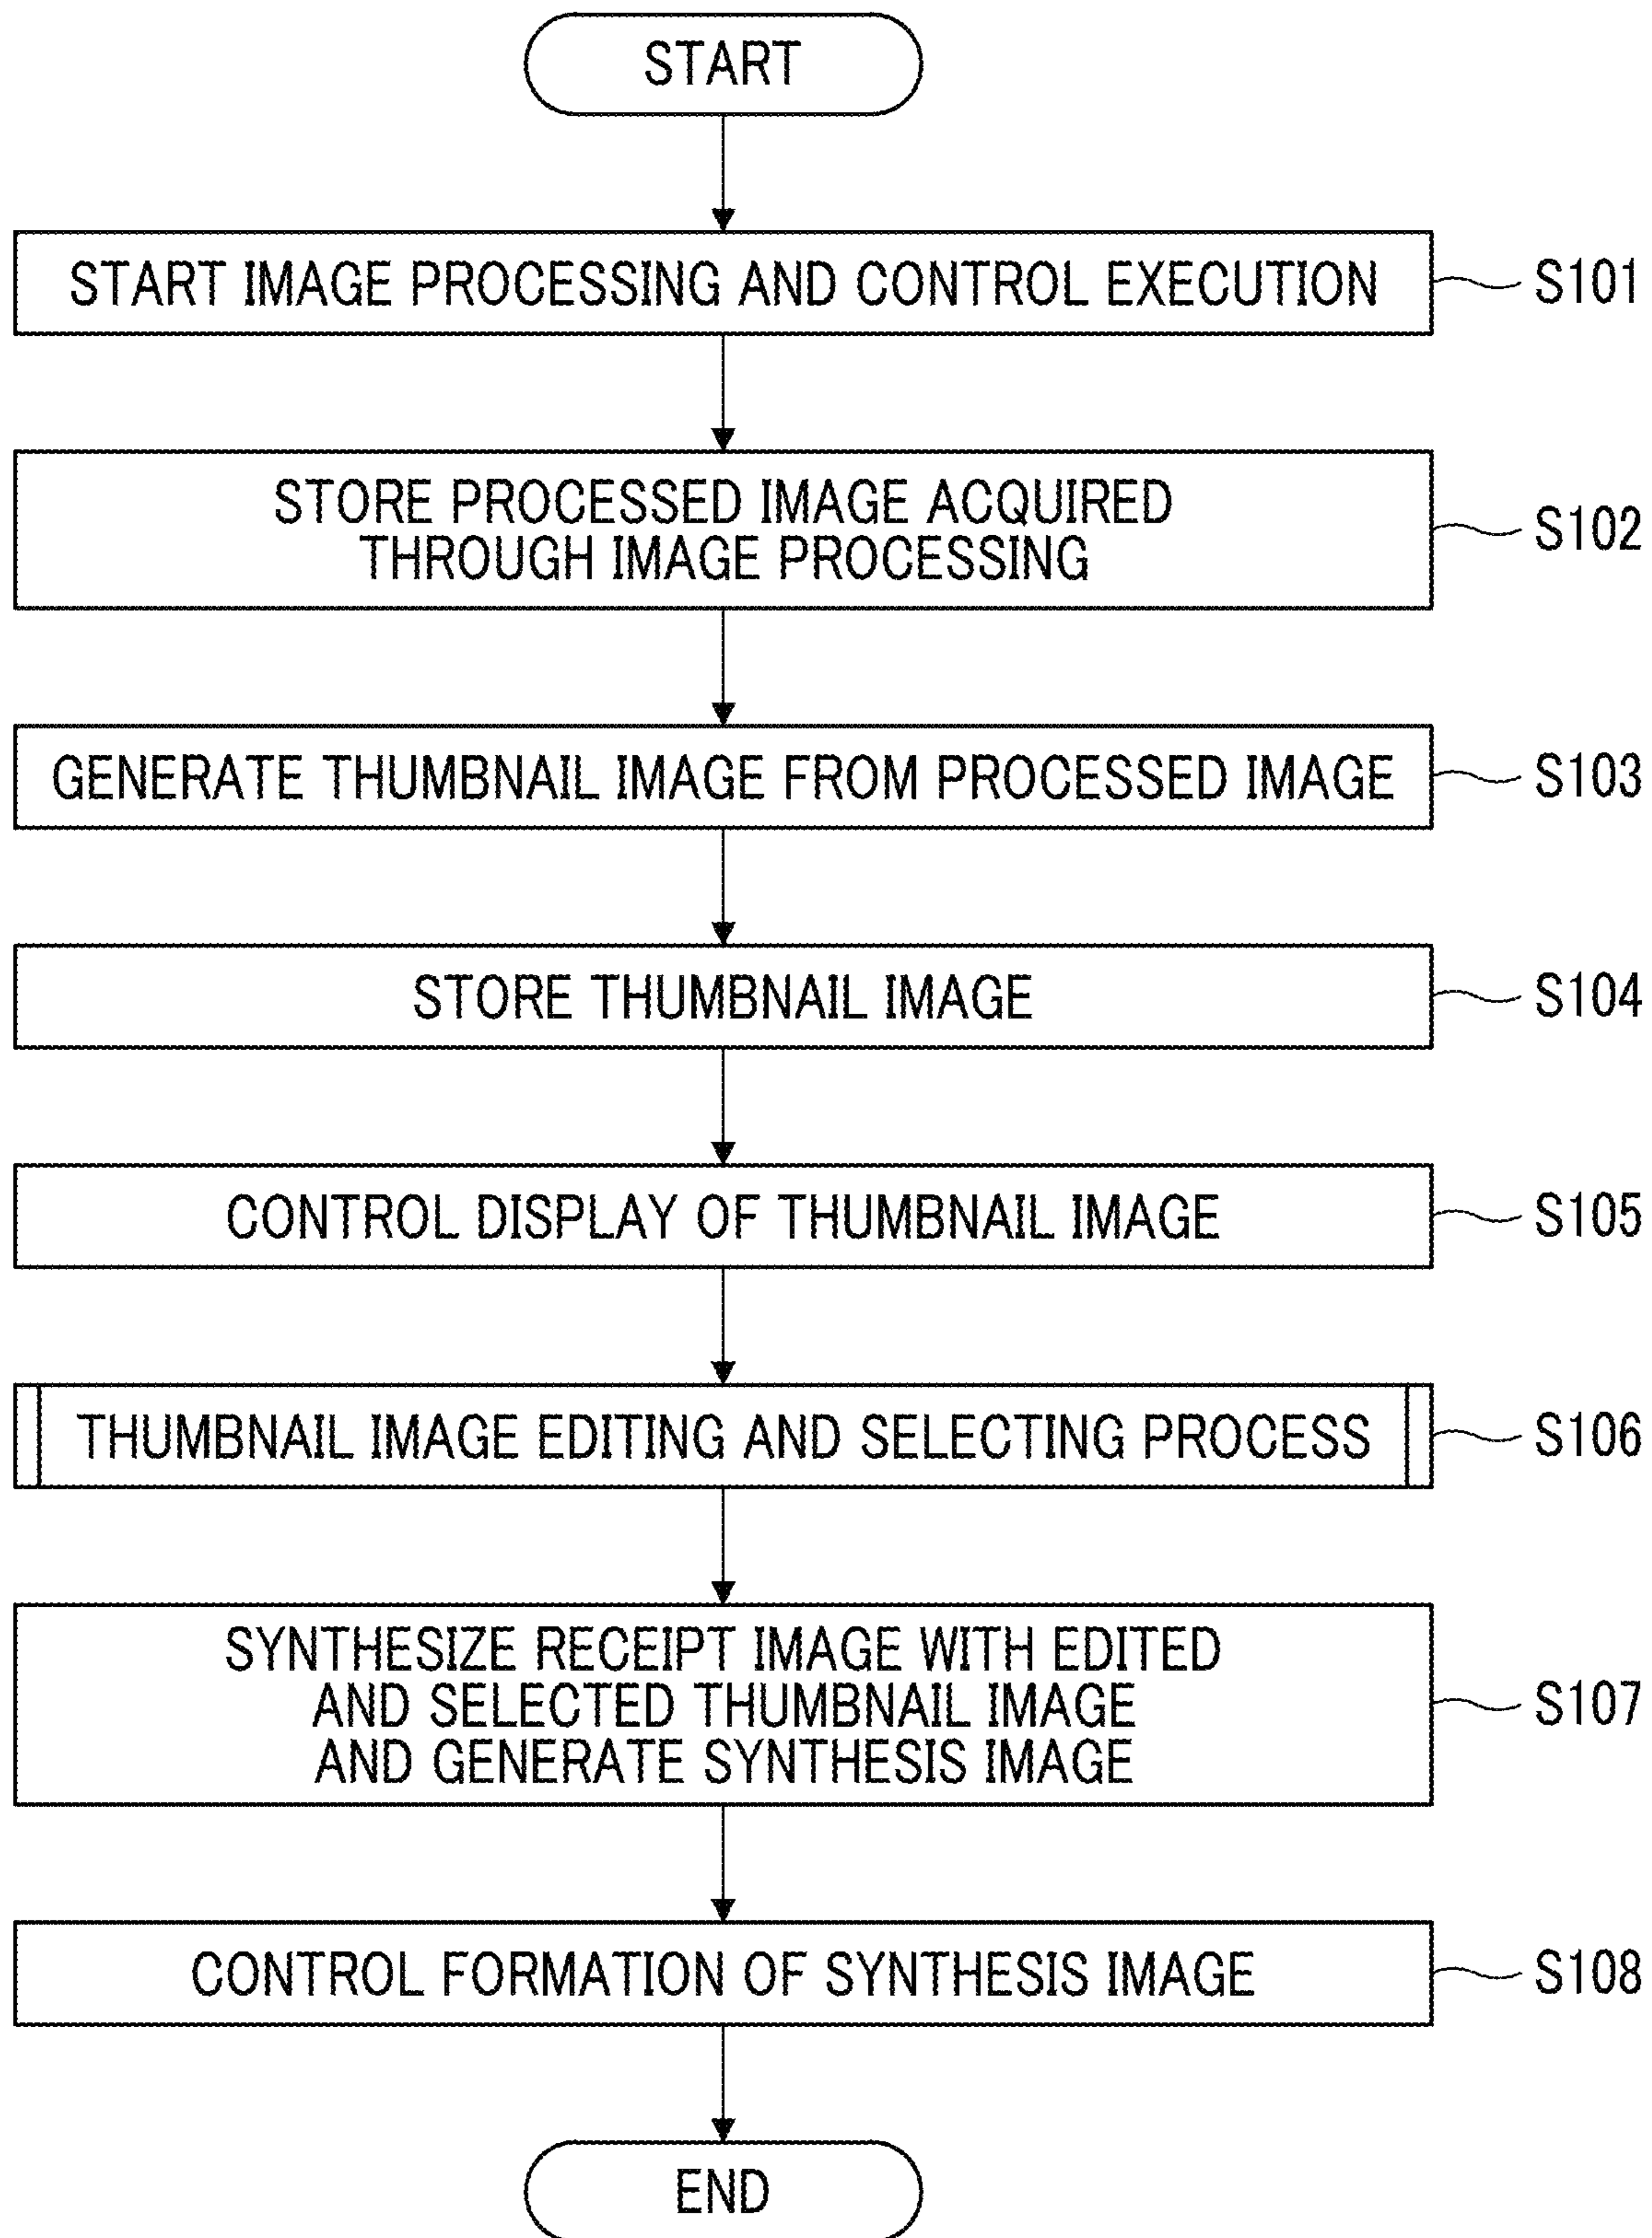 START
START IMAGE PROCESSING AND CONTROL EXECUTION
S101
STORE PROCESSED IMAGE ACQUIRED
THROUGH IMAGE PROCESSING
S102
GENERATE THUMBNAIL IMAGE FROM PROCESSED IMAGE
S103
STORE THUMBNAIL IMAGE
S104
CONTROL DISPLAY OF THUMBNAIL IMAGE
S105
THUMBNAIL IMAGE EDITING AND SELECTING PROCESS
S106
SYNTHESIZE RECEIPT IMAGE WITH EDITED
AND SELECTED THUMBNAIL IMAGE
AND GENERATE SYNTHESIS IMAGE
S107
CONTROL FORMATION OF SYNTHESIS IMAGE
S108
END